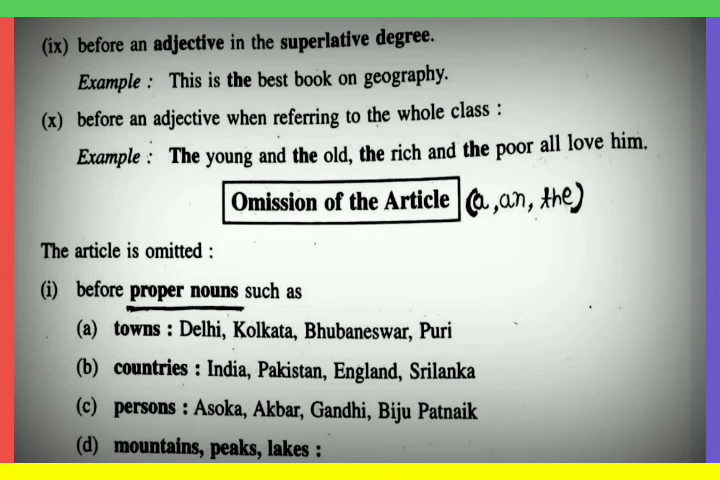 (ix) before an adjective in the superlative degree.
Example : This is the best book on geography.
(x) before an adjective when referring to the whole class :
Example : The young and the old, the rich and the poor all love him.
Omission of the Article (a, an, the)
The article is omitted :
(i) before proper nouns such as
(a) towns : Delhi, Kolkata, Bhubaneswar, Puri
(b) countries : India, Pakistan, England, Srilanka
(c) persons : Asoka, Akbar, Gandhi, Biju Patnaik
(d) mountains, peaks, lakes :